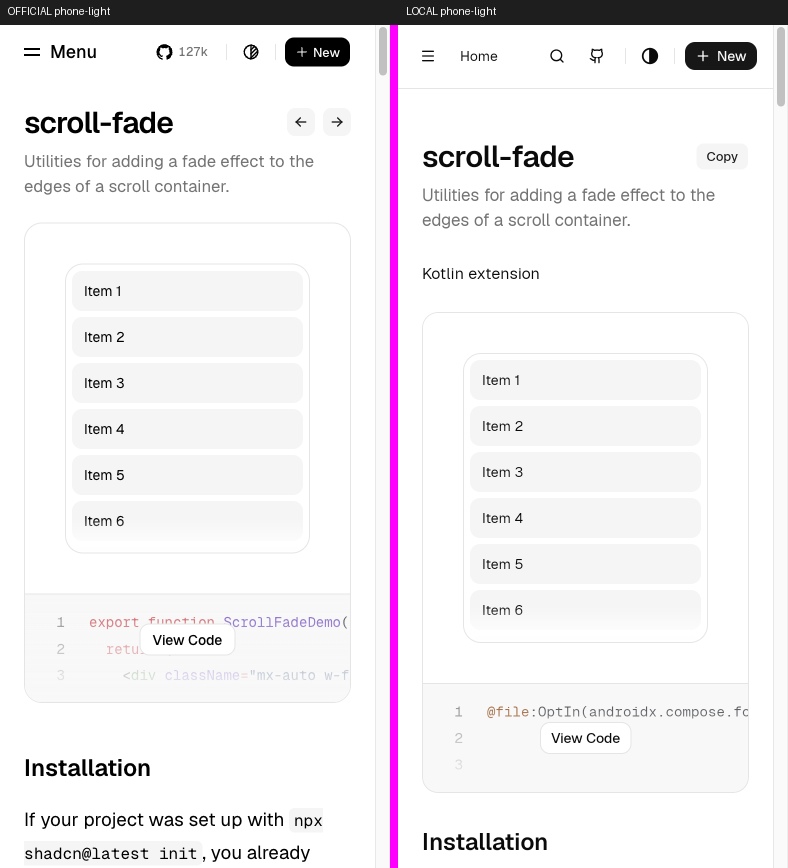 OFFICIAL phone-light
Menu
127k
New
scroll-fade
Utilities for adding a fade effect to the
edges of a scroll container.
Item 1
Item 2
Item 3
Item 4
Item 5
Item 6
1 export function ScrollFadeDemo(
2 retu
View Code
3 <div className="mx-auto w-f
Installation
If your project was set up with npx
shadcn@latest init, you already
LOCAL phone-light
Home
New
scroll-fade
Copy
Utilities for adding a fade effect to the
edges of a scroll container.
Kotlin extension
Item 1
Item 2
Item 3
Item 4
Item 5
Item 6
1 @file:OptIn(androidx.compose.fo
2
View Code
3
Installation